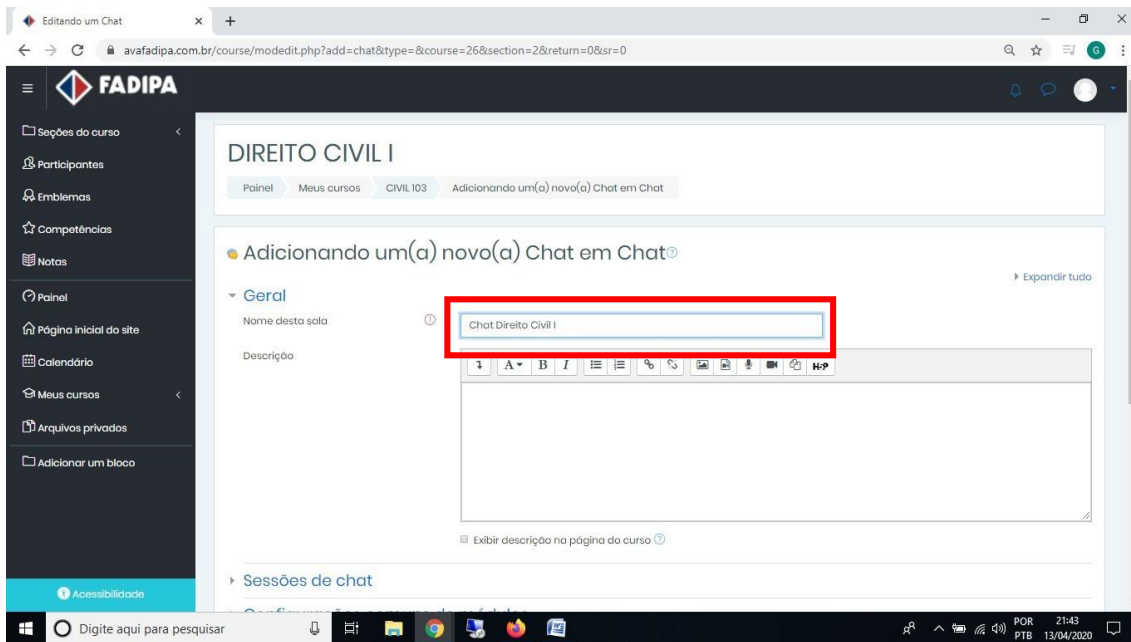 Editando um Chat
avafadipa.com.br/course/modedit.php?add=chat&type=&course=26&section=2&return=0&sr=0
G
FADIPA
Seções do curso
Participantes
Emblemas
Competências
Notas
Painel
Página inicial do site
Calendário
Meus cursos
Arquivos privados
Adicionar um bloco
Acessibilidade
DIREITO CIVIL I
Painel Meus cursos CIVIL 103 Adicionando um(a) novo(a) Chat em Chat
Adicionando um(a) novo(a) Chat em Chat
Expandir tudo
Geral
Nome desta sala
Chat Direito Civil I
Descrição
A B I H-P
Exibir descrição na página do curso
Sessões de chat
Digite aqui para pesquisar
POR 21:43
PTB 13/04/2020